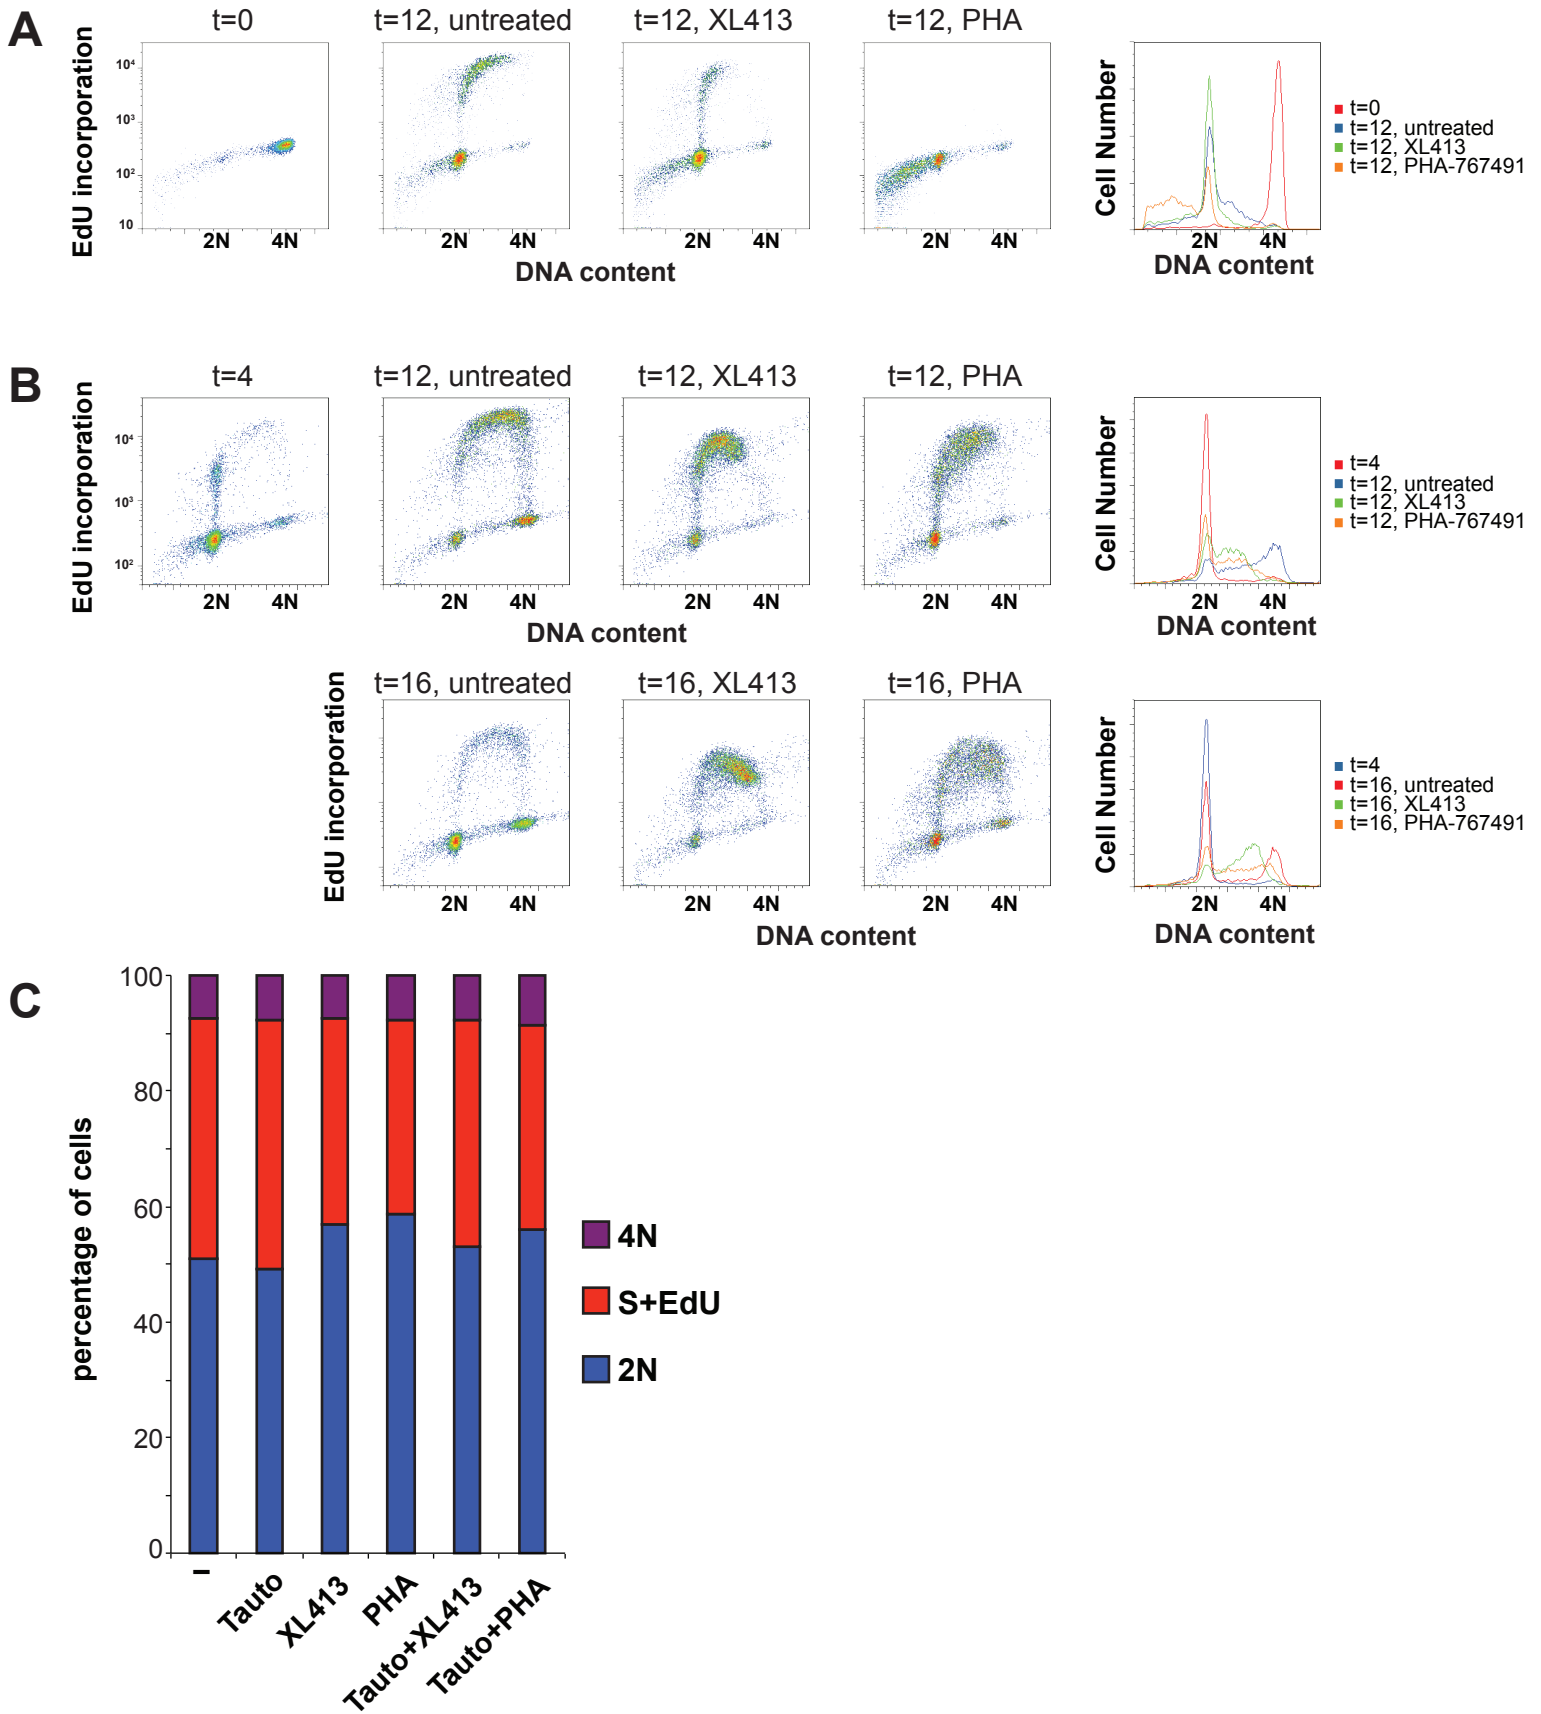 A
t=0
t=12, untreated
t=12, XL413
t=12, PHA
EdU incorporation
10⁴
10³
10²
10
2N 4N
2N 4N
2N 4N
2N 4N
DNA content
Cell Number
2N 4N
DNA content
t=0
t=12, untreated
t=12, XL413
t=12, PHA-767491
B
t=4
t=12, untreated
t=12, XL413
t=12, PHA
EdU incorporation
10⁴
10³
10²
2N 4N
2N 4N
2N 4N
2N 4N
DNA content
Cell Number
2N 4N
DNA content
t=4
t=12, untreated
t=12, XL413
t=12, PHA-767491
t=16, untreated
t=16, XL413
t=16, PHA
EdU incorporation
2N 4N
2N 4N
2N 4N
DNA content
Cell Number
2N 4N
DNA content
t=4
t=16, untreated
t=16, XL413
t=16, PHA-767491
C
percentage of cells
100
80
60
40
20
0
–
Tauto
XL413
PHA
Tauto+XL413
Tauto+PHA
4N
S+EdU
2N